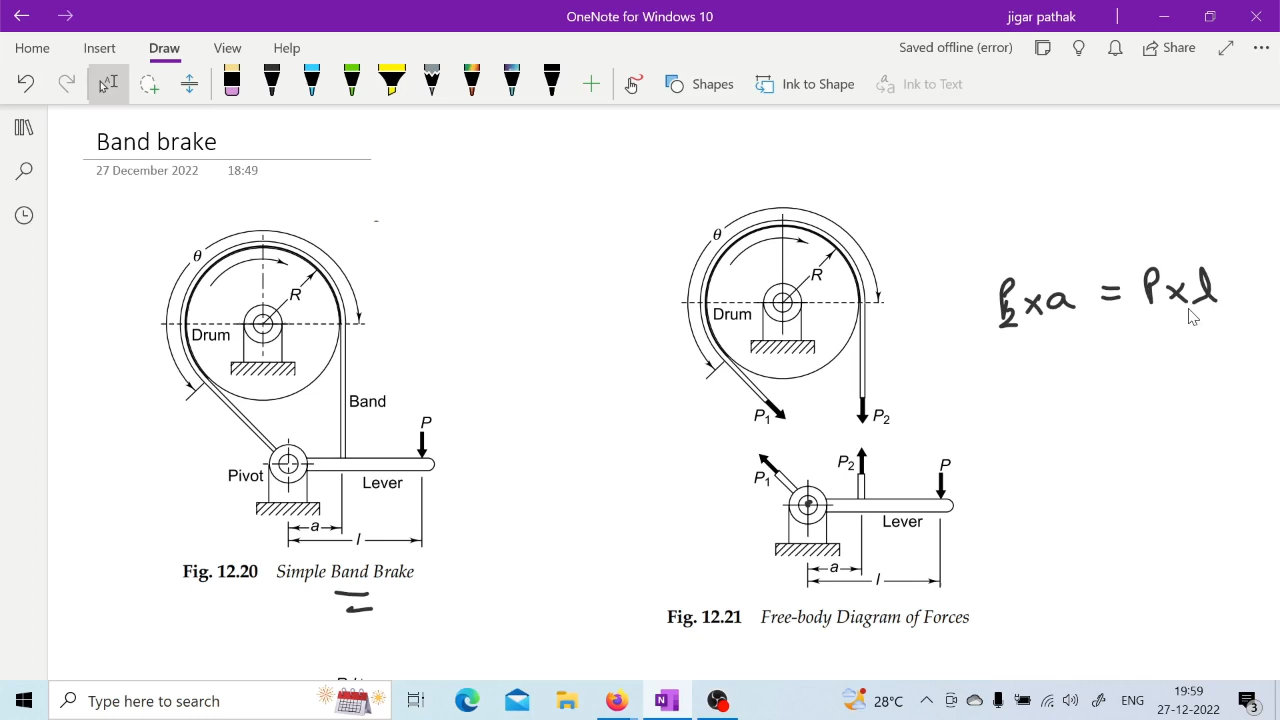 OneNote for Windows 10
jigar pathak
Home Insert Draw View Help
Saved offline (error)
Share
Shapes
Ink to Shape
Ink to Text
Band brake
27 December 2022 18:49
θ
R
Drum
Band
P
Pivot
Lever
a
l
Fig. 12.20 Simple Band Brake
θ
R
Drum
P1
P2
P1
P2
P
Lever
a
l
Fig. 12.21 Free-body Diagram of Forces
P2 × a = P × l
Type here to search
28°C
ENG
19:59
27-12-2022
3